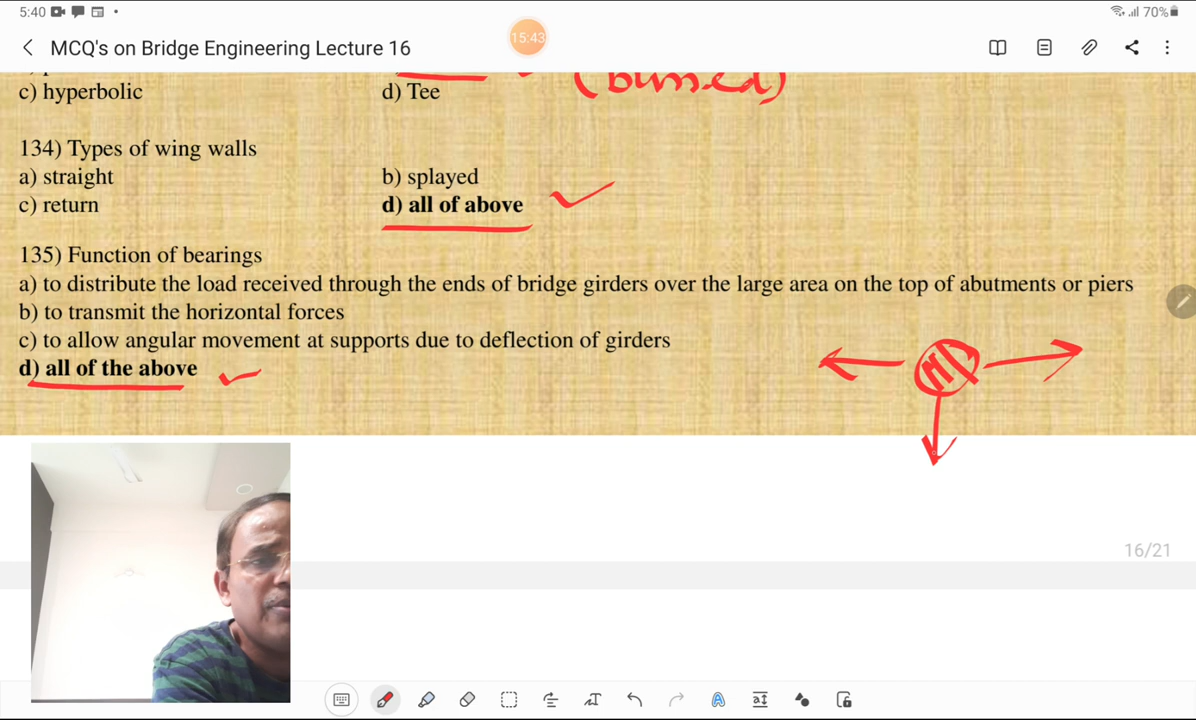 5:40
70%
MCQ's on Bridge Engineering Lecture 16
15:43
c) hyperbolic d) Tee
134) Types of wing walls
a) straight b) splayed
c) return d) all of above
135) Function of bearings
a) to distribute the load received through the ends of bridge girders over the large area on the top of abutments or piers
b) to transmit the horizontal forces
c) to allow angular movement at supports due to deflection of girders
d) all of the above
16/21